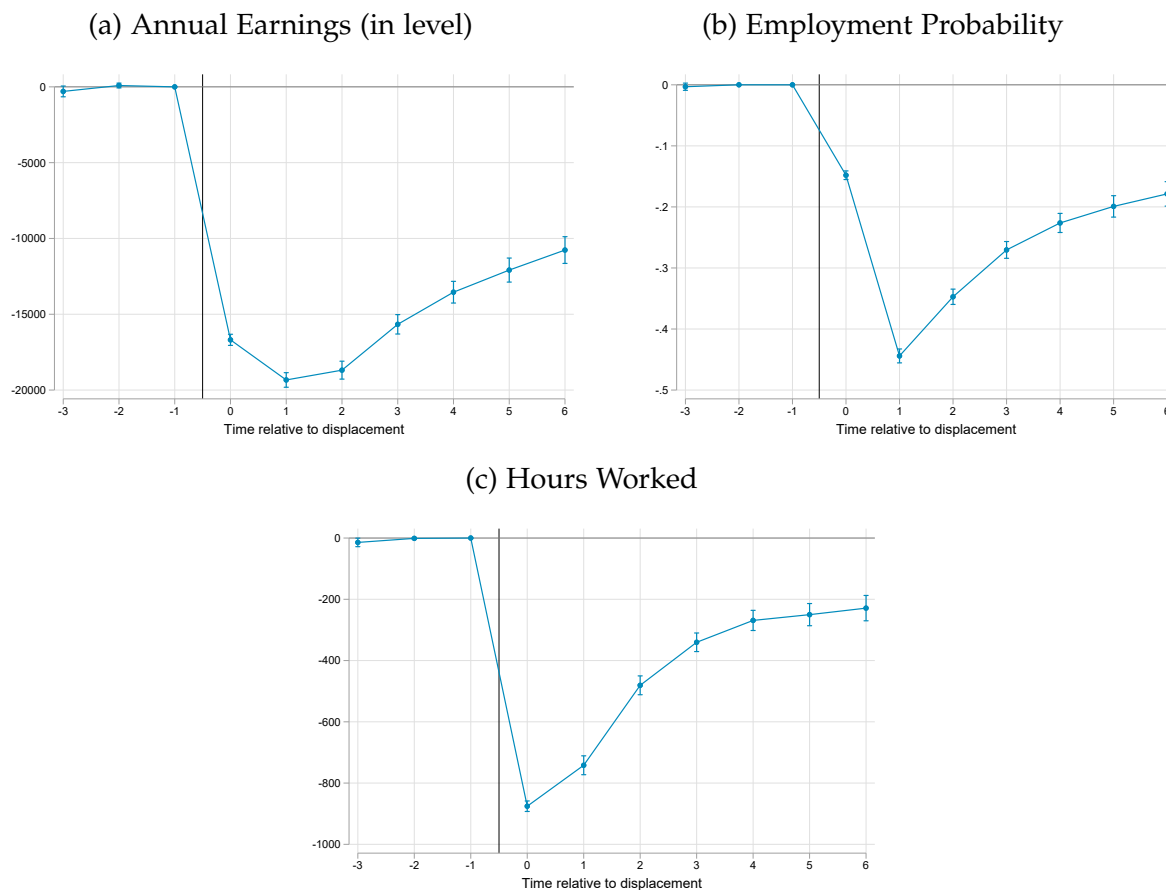 (a) Annual Earnings (in level)
0
-5000
-10000
-15000
-20000
-3 -2 -1 0 1 2 3 4 5 6
Time relative to displacement
(b) Employment Probability
0
-.1
-.2
-.3
-.4
-.5
-3 -2 -1 0 1 2 3 4 5 6
Time relative to displacement
(c) Hours Worked
0
-200
-400
-600
-800
-1000
-3 -2 -1 0 1 2 3 4 5 6
Time relative to displacement